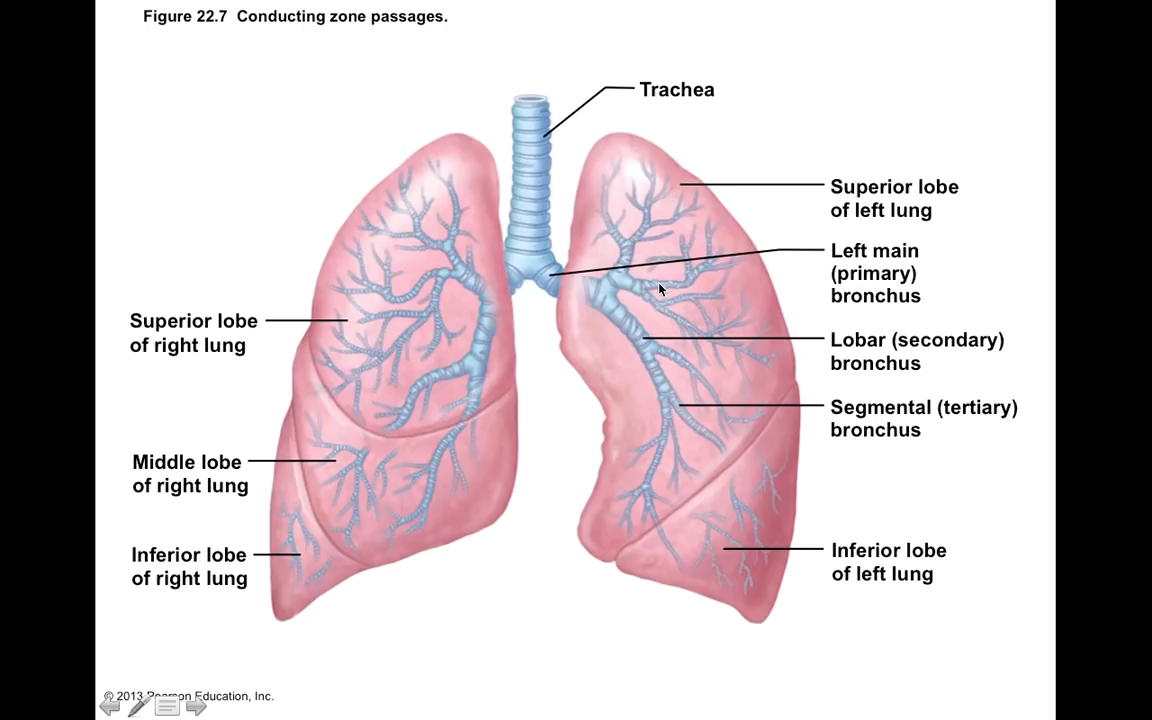 Figure 22.7 Conducting zone passages.
Trachea
Superior lobe
of left lung
Left main
(primary)
bronchus
Superior lobe
of right lung
Lobar (secondary)
bronchus
Segmental (tertiary)
bronchus
Middle lobe
of right lung
Inferior lobe
of right lung
Inferior lobe
of left lung
© 2013 Pearson Education, Inc.